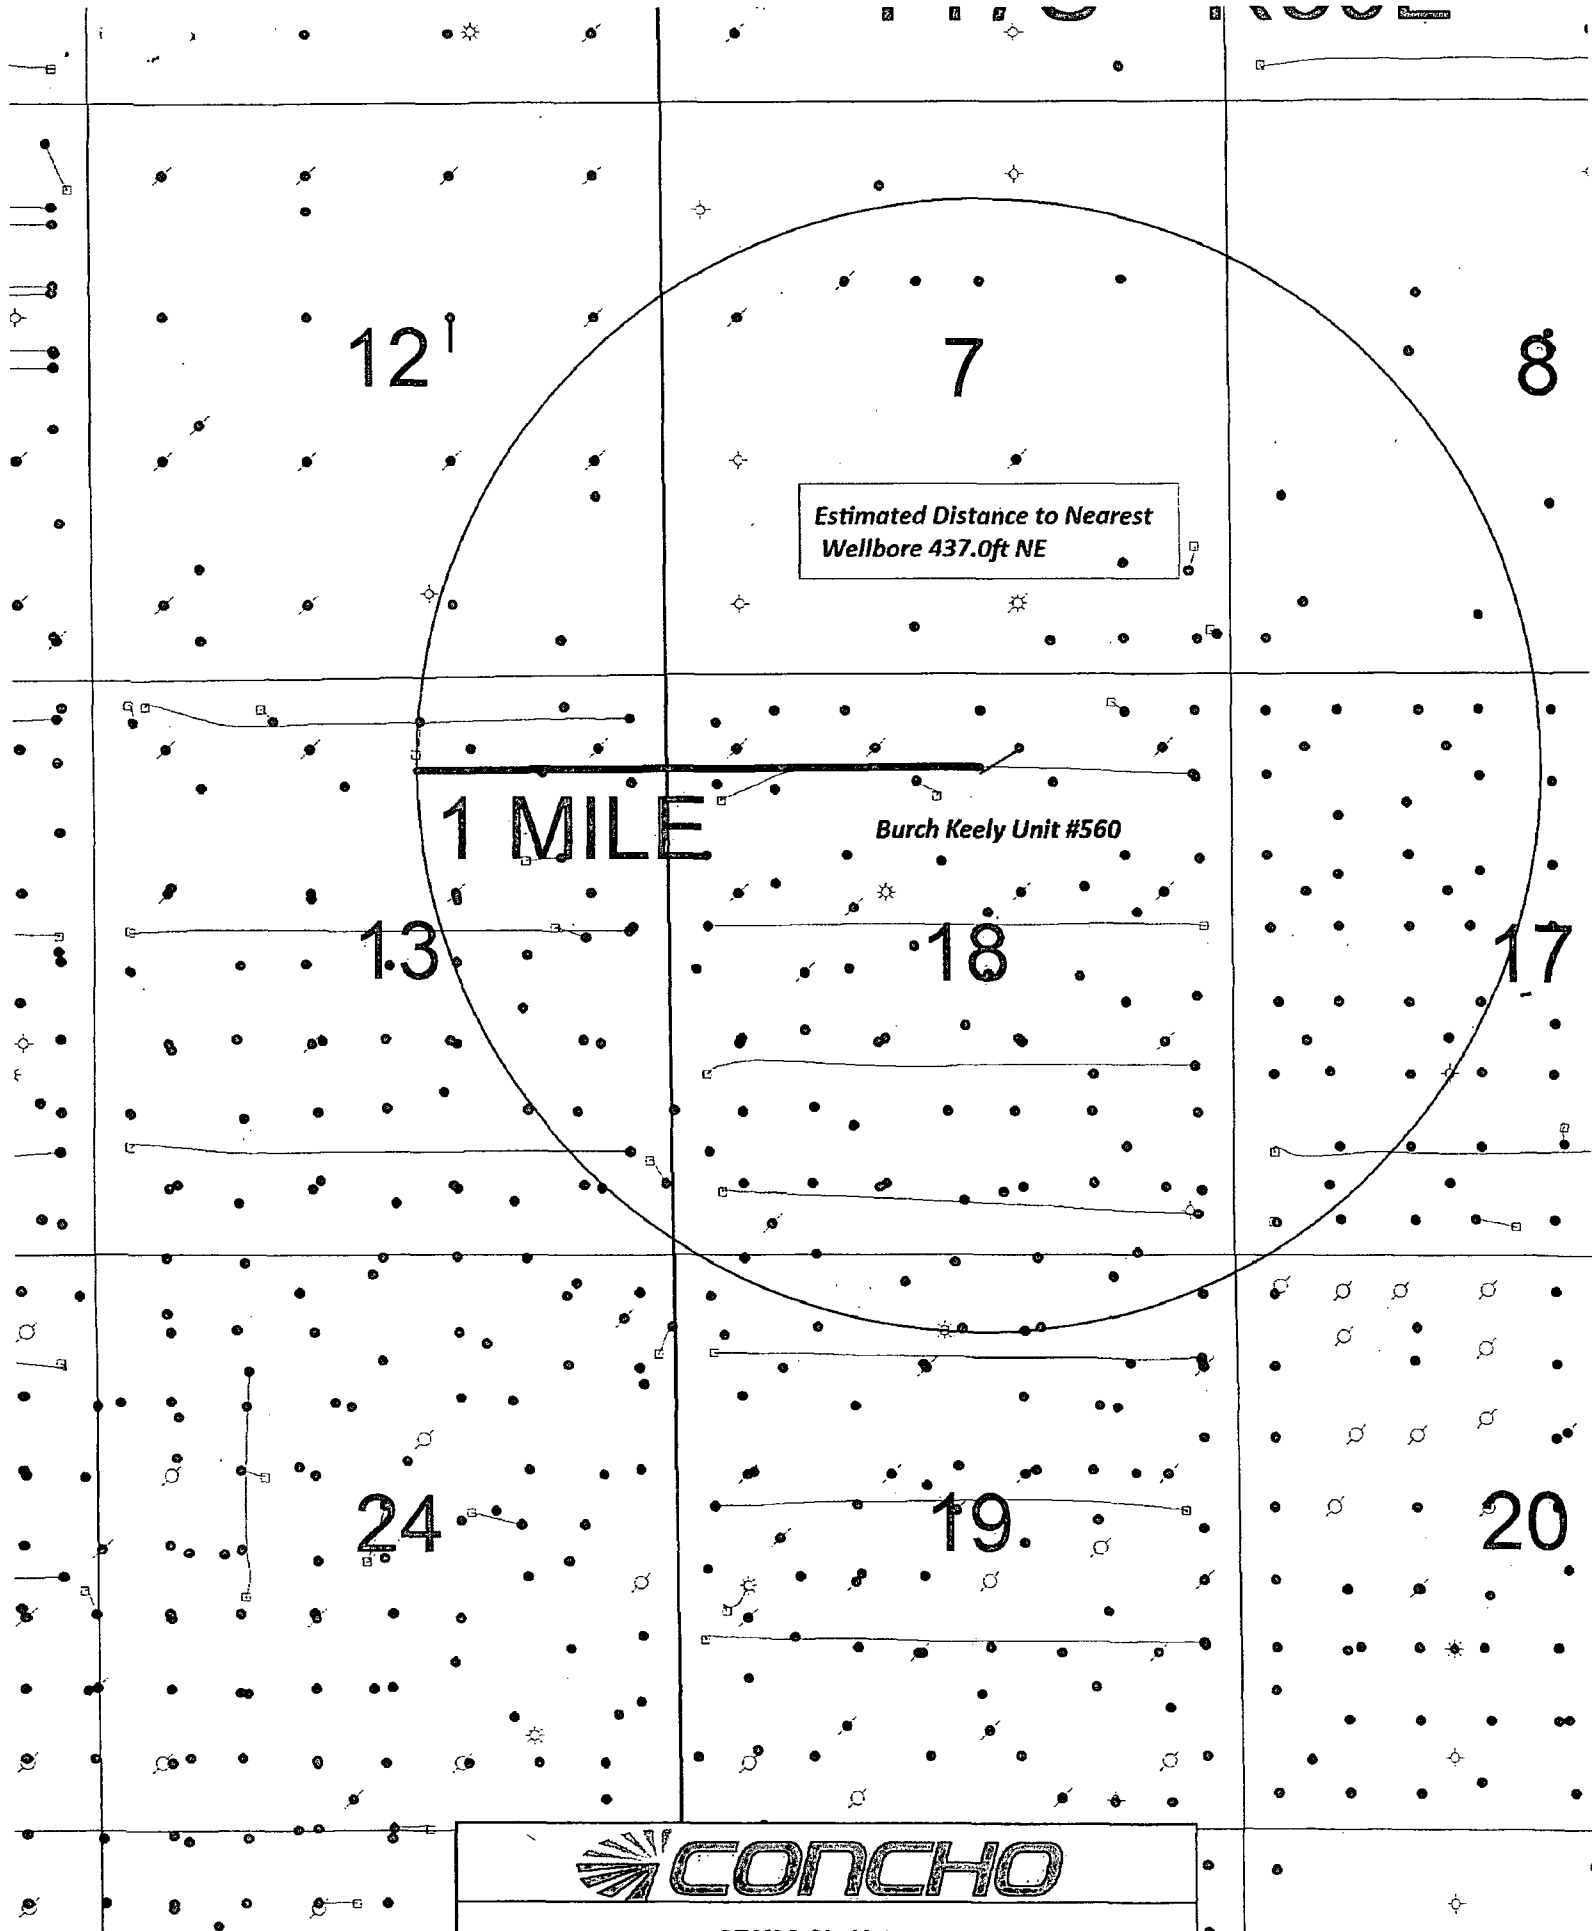 12
7
8
Estimated Distance to Nearest
Wellbore 437.0ft NE
1 MILE
Burch Keely Unit #560
13
18
17
24
19
20
CONCHO